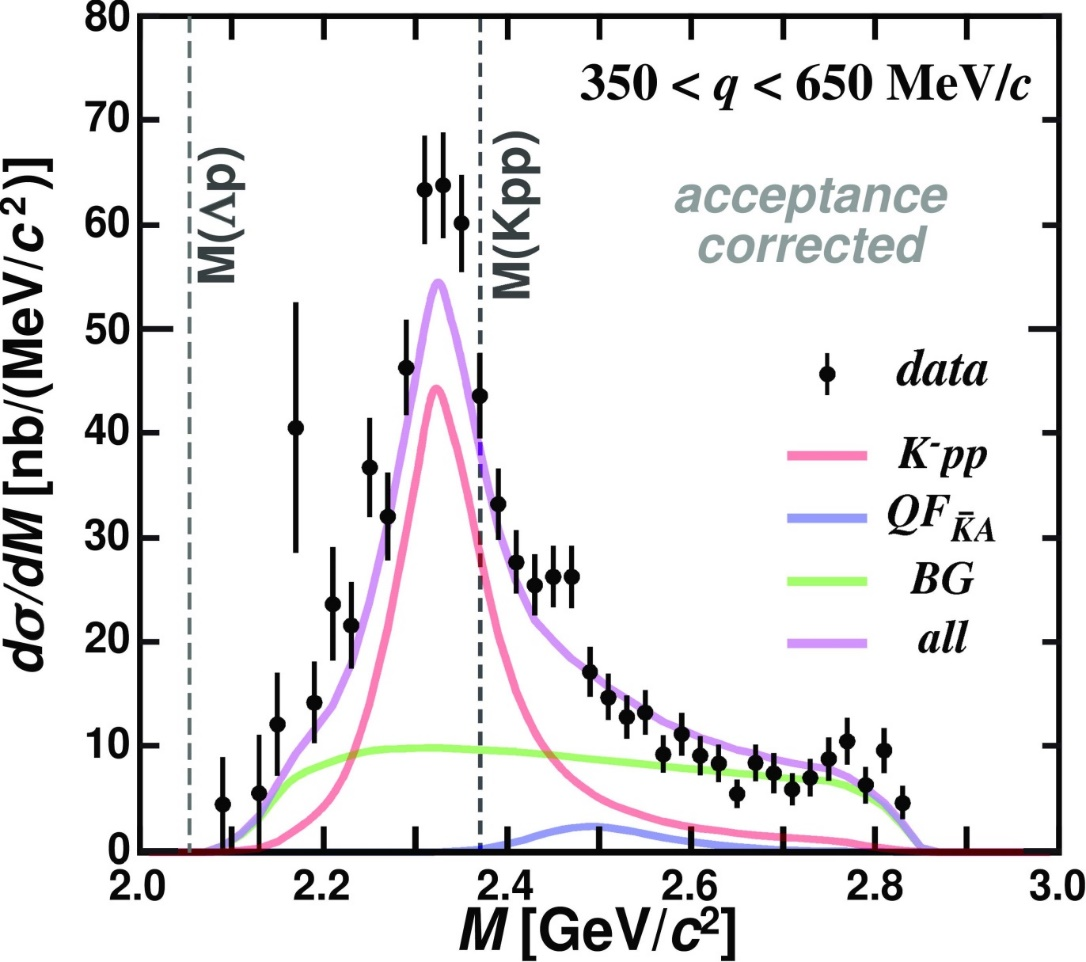 80
70
60
50
40
30
20
10
0
dσ/dM [nb/(MeV/c²)]
M(Λp)
M(Kpp)
350 < q < 650 MeV/c
acceptance
corrected
data
K⁻pp
QF K̄A
BG
all
2.0 2.2 2.4 2.6 2.8 3.0
M [GeV/c²]